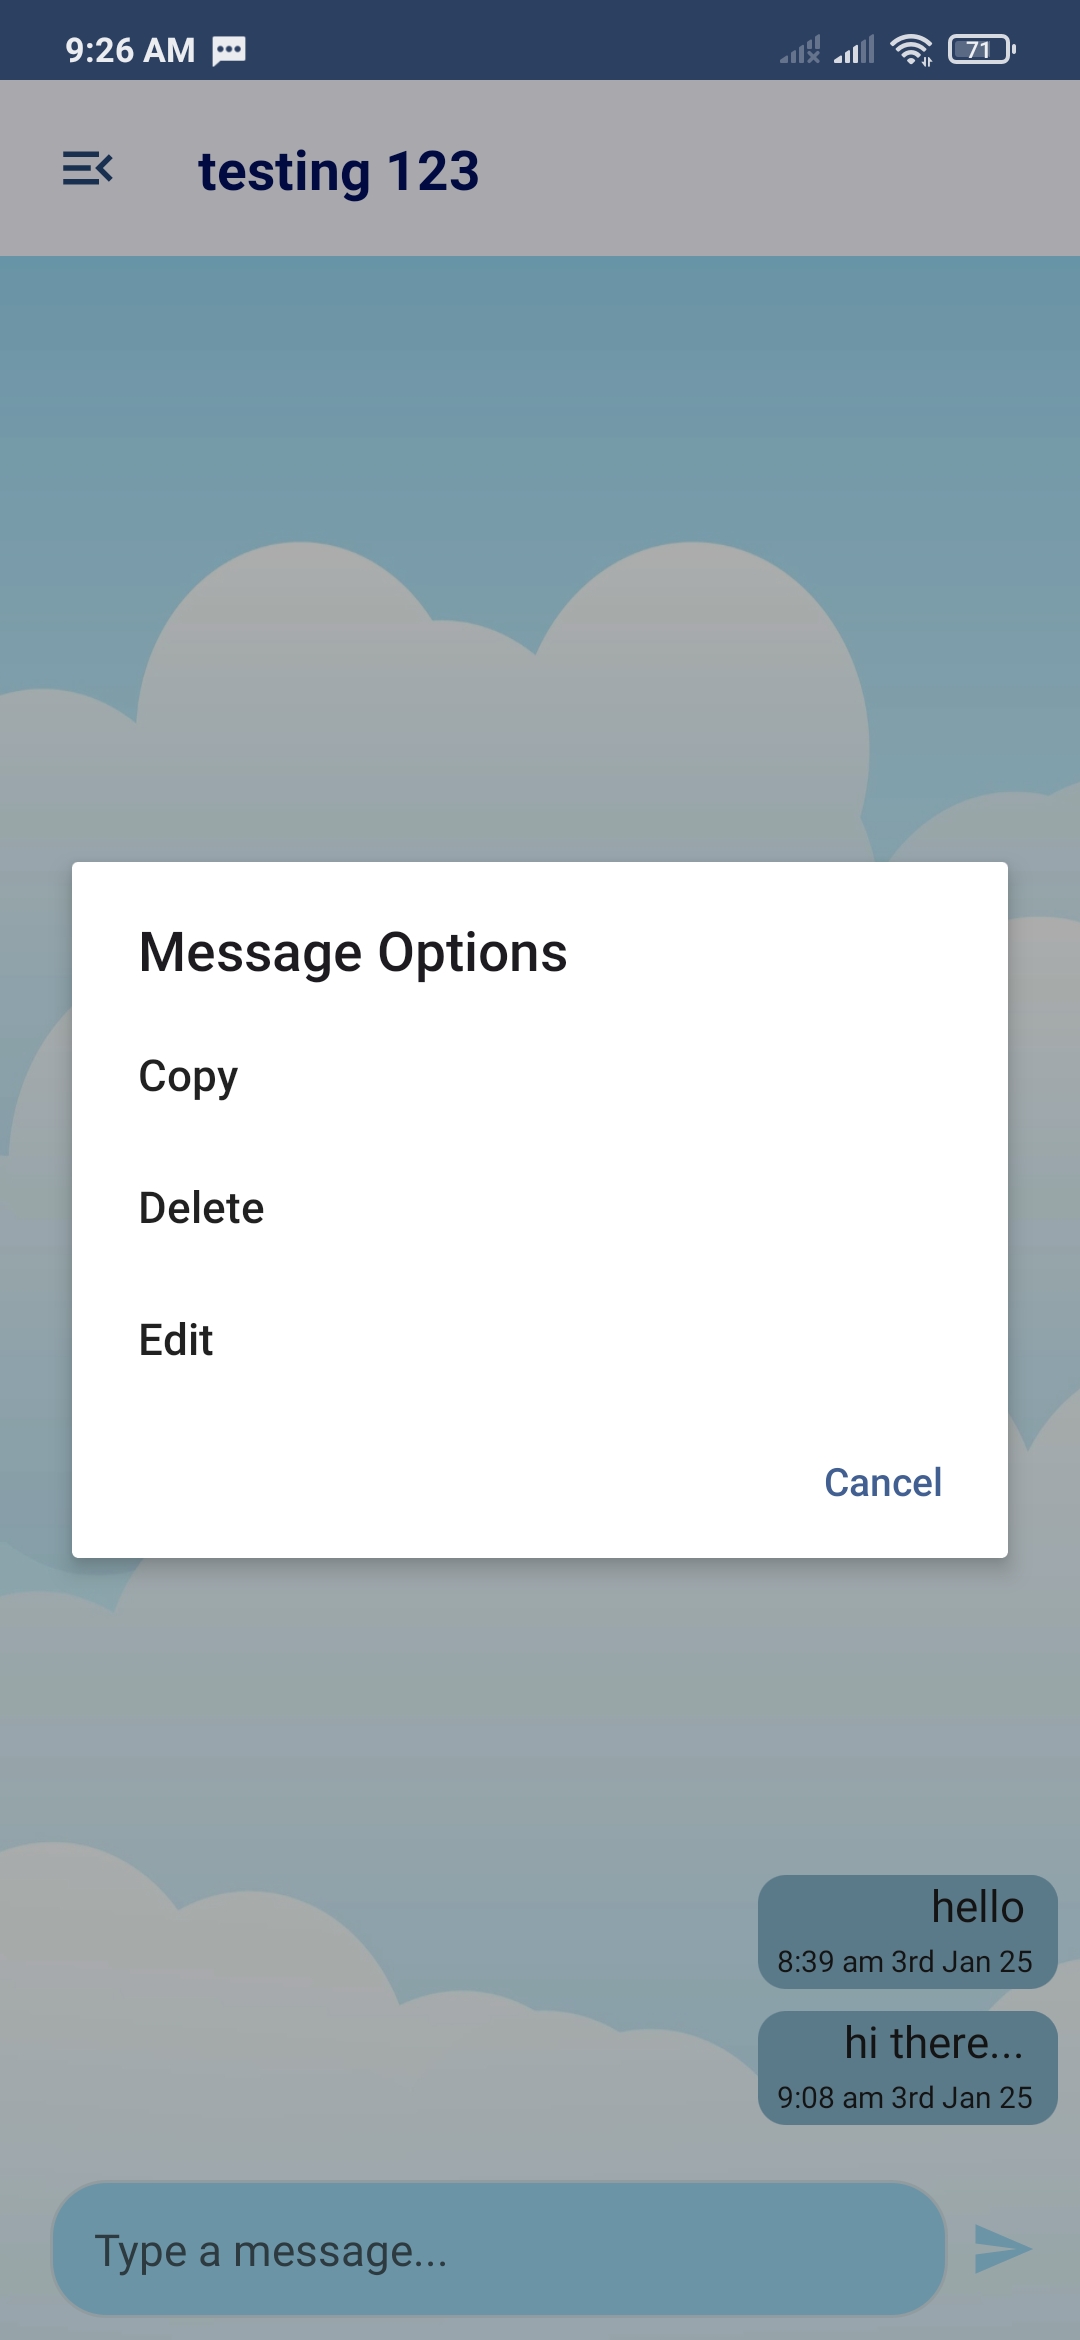 9:26 AM
71
testing 123
Message Options
Copy
Delete
Edit
Cancel
hello
8:39 am 3rd Jan 25
hi there...
9:08 am 3rd Jan 25
Type a message...